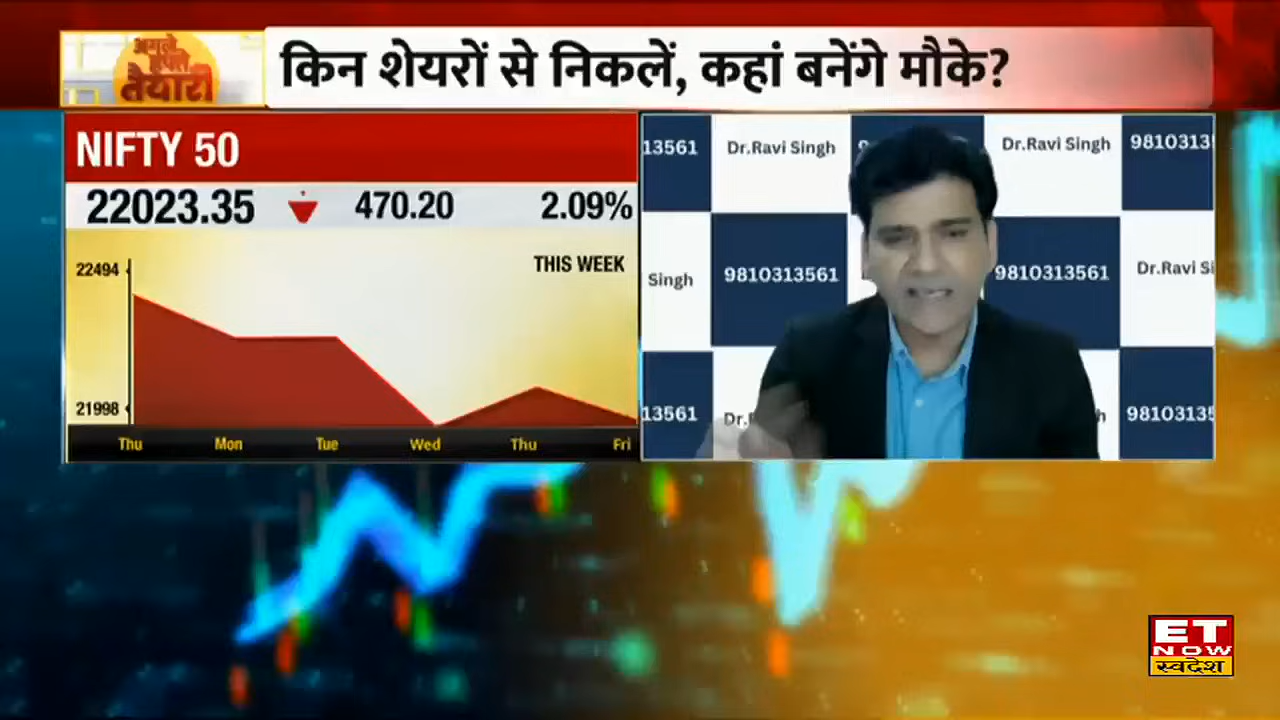 अगले
हफ्ते
तैयारी
किन शेयरों से निकलें, कहां बनेंगे मौके?
NIFTY 50
22023.35 470.20 2.09%
THIS WEEK
22494
21998
Thu Mon Tue Wed Thu Fri
13561 Dr.Ravi Singh 9 Dr.Ravi Singh 9810313
Singh 9810313561 9810313561 Dr.Ravi Si
13561 Dr. h 98103135
ET
NOW
स्वदेश